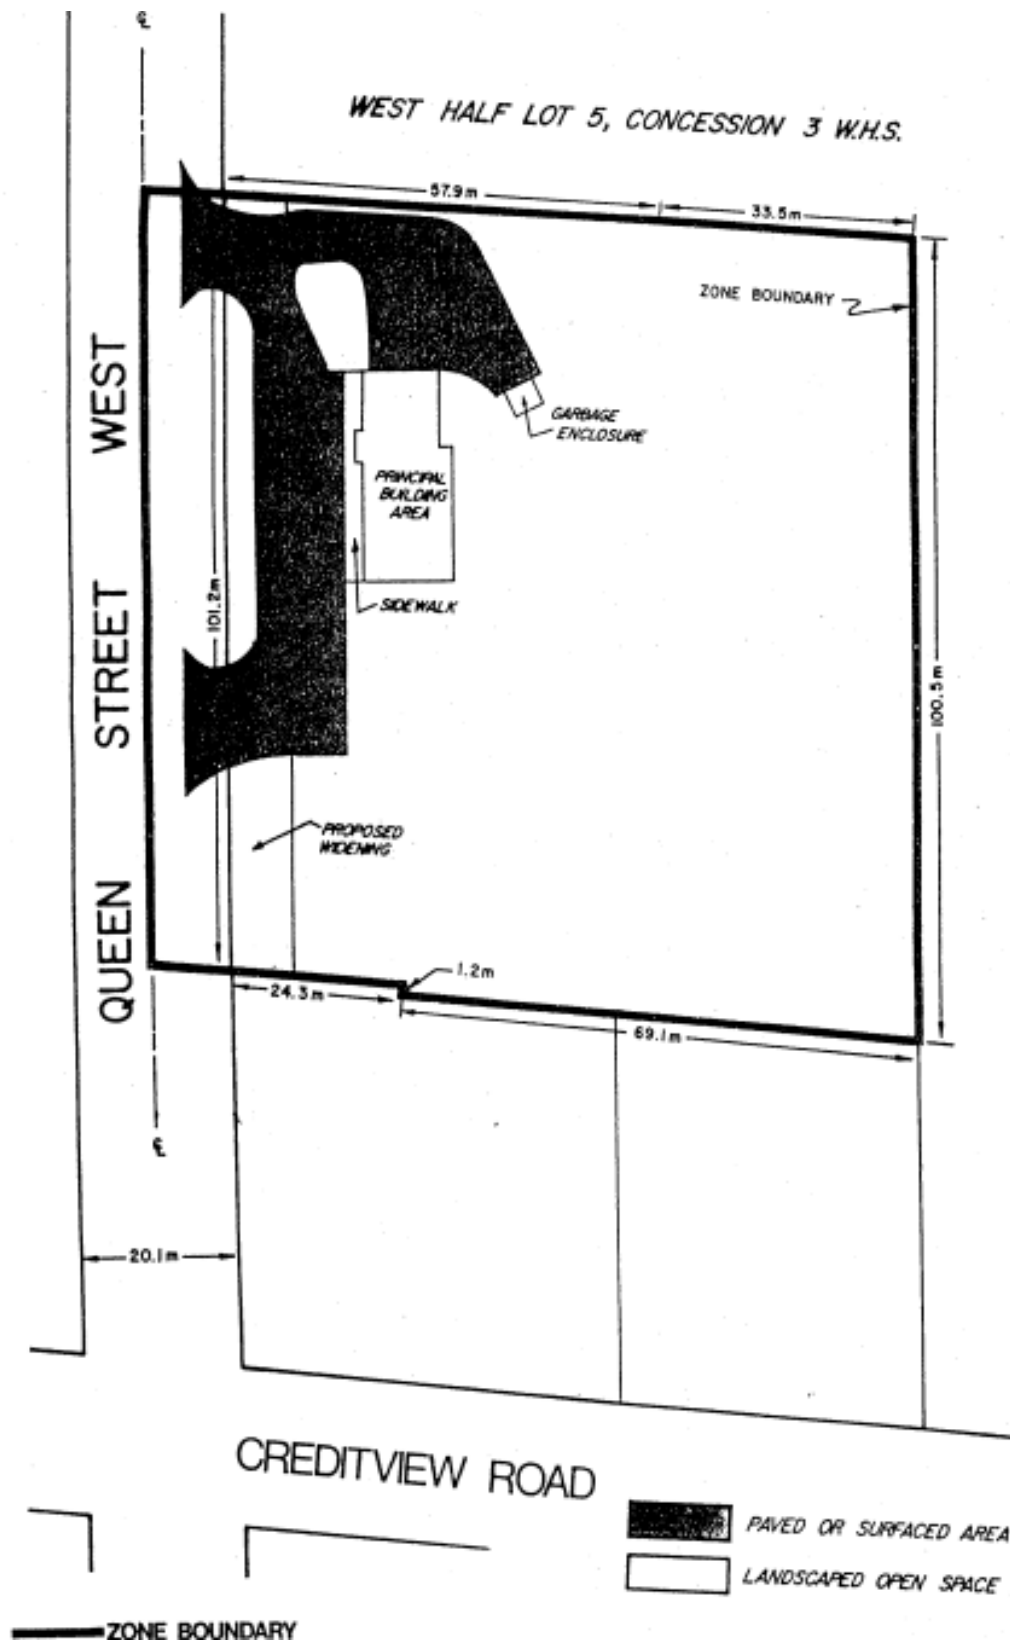 ℄
WEST HALF LOT 5, CONCESSION 3 W.H.S.
57.9m
33.5m
ZONE BOUNDARY
GARBAGE
ENCLOSURE
PRINCIPAL
BUILDING
AREA
SIDEWALK
101.2m
100.5m
QUEEN STREET WEST
PROPOSED
WIDENING
1.2m
24.3m
69.1m
℄
20.1m
CREDITVIEW ROAD
PAVED OR SURFACED AREA
LANDSCAPED OPEN SPACE
ZONE BOUNDARY